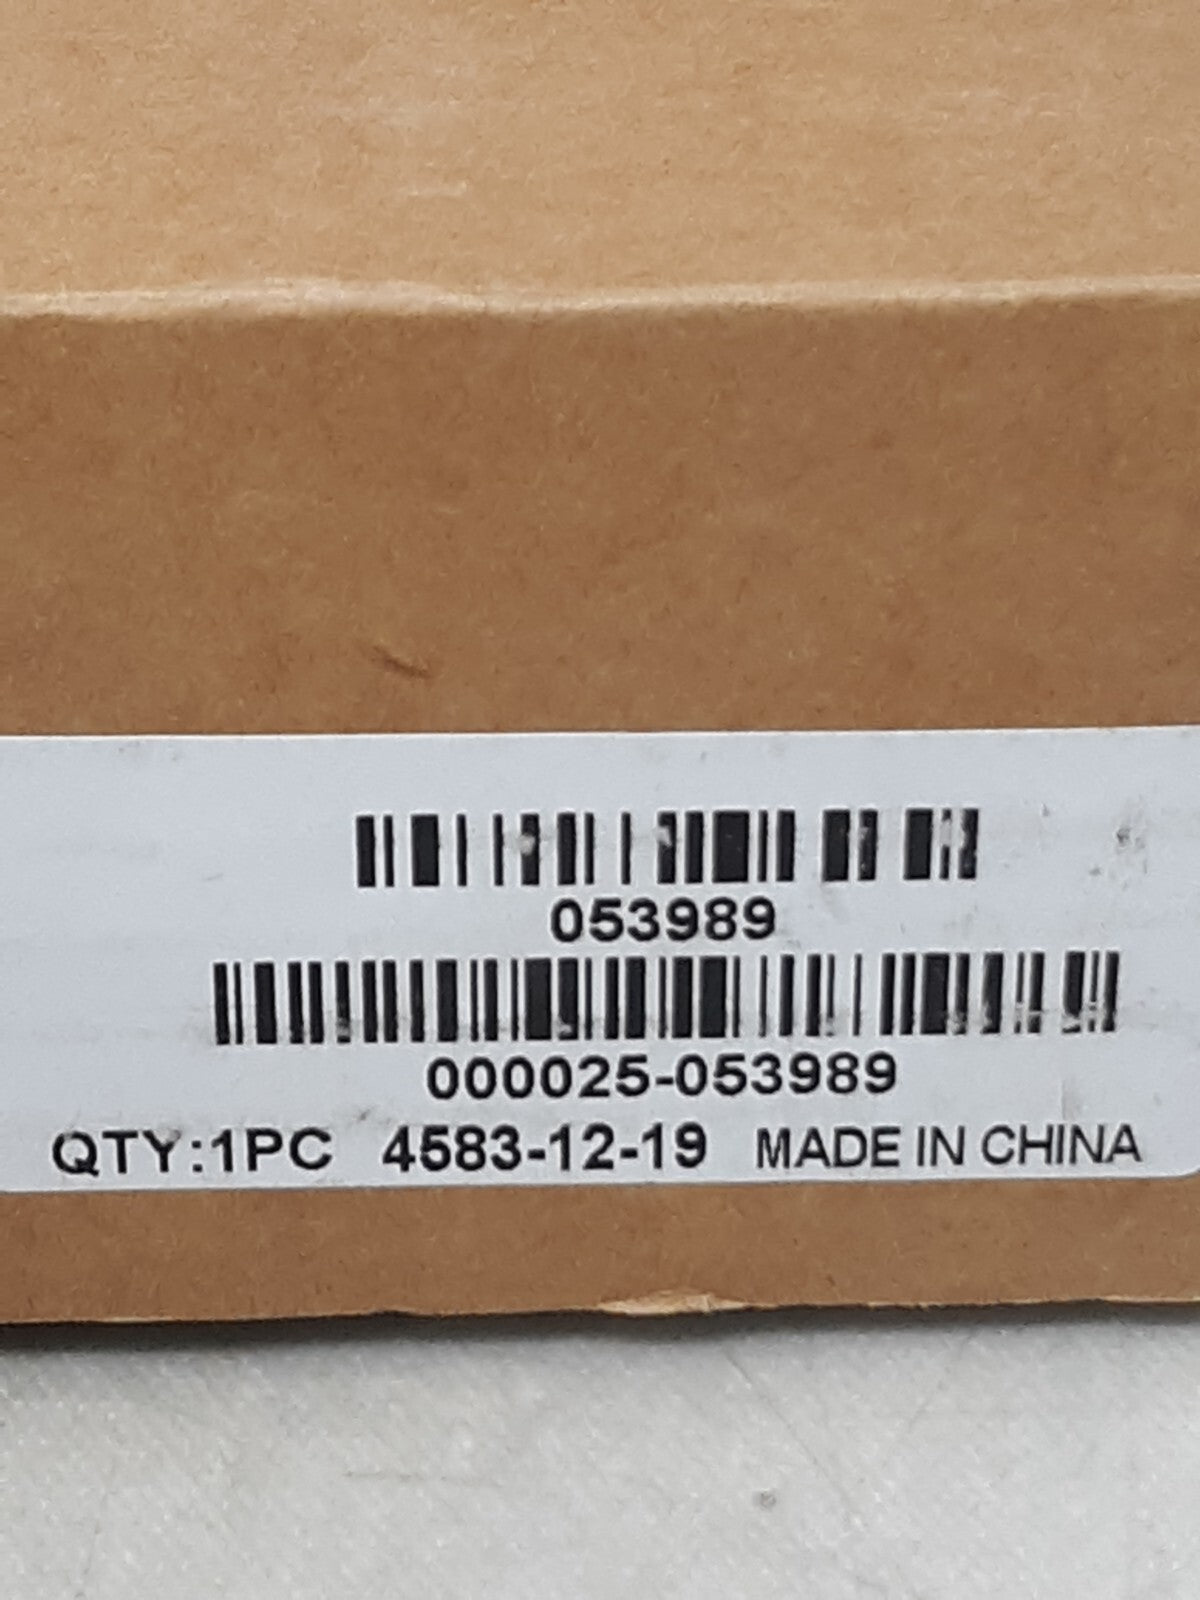 053989
000025-053989
QTY:1PC 4583-12-19 MADE IN CHINA